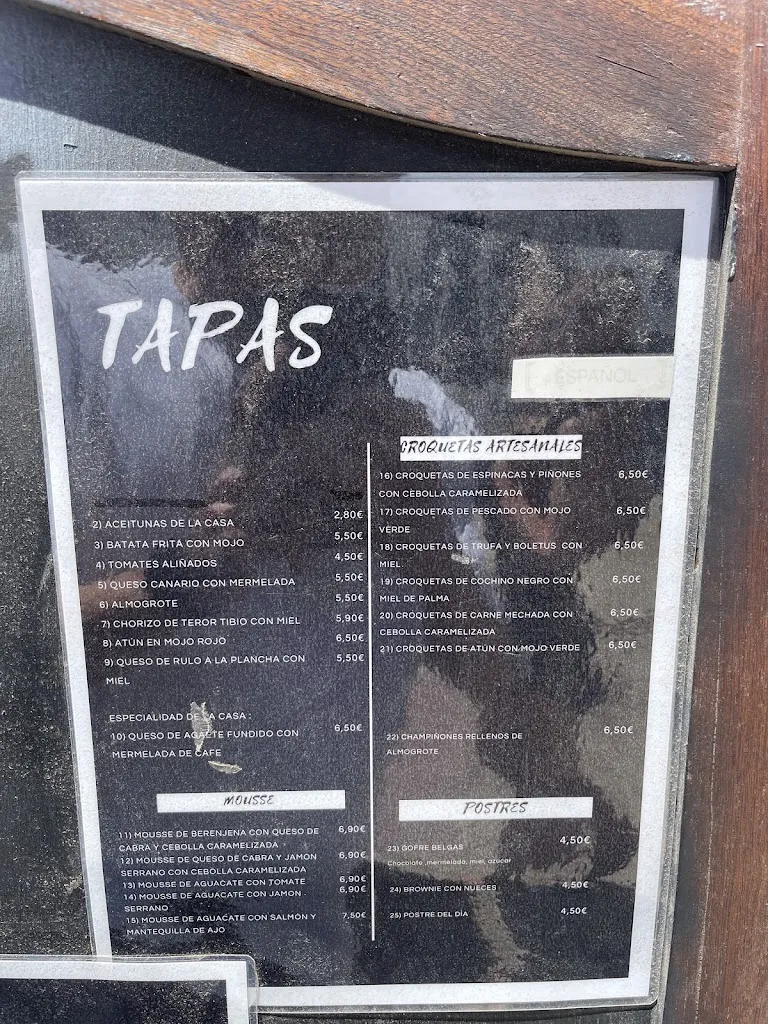 TAPAS
ESPAÑOL
2) ACEITUNAS DE LA CASA 2,80€
3) BATATA FRITA CON MOJO 5,50€
4) TOMATES ALIÑADOS 4,50€
5) QUESO CANARIO CON MERMELADA 5,50€
6) ALMOGROTE 5,50€
7) CHORIZO DE TEROR TIBIO CON MIEL 5,90€
8) ATÚN EN MOJO ROJO 6,50€
9) QUESO DE RULO A LA PLANCHA CON 5,50€
MIEL
ESPECIALIDAD DE LA CASA :
10) QUESO DE AGAETE FUNDIDO CON 6,50€
MERMELADA DE CAFE
MOUSSE
11) MOUSSE DE BERENJENA CON QUESO DE 6,90€
CABRA Y CEBOLLA CARAMELIZADA
12) MOUSSE DE QUESO DE CABRA Y JAMON 6,90€
SERRANO CON CEBOLLA CARAMELIZADA
13) MOUSSE DE AGUACATE CON TOMATE 6,90€
14) MOUSSE DE AGUACATE CON JAMON 6,90€
SERRANO
15) MOUSSE DE AGUACATE CON SALMÓN Y 7,50€
MANTEQUILLA DE AJO
CROQUETAS ARTESANALES
16) CROQUETAS DE ESPINACAS Y PIÑONES 6,50€
CON CEBOLLA CARAMELIZADA
17) CROQUETAS DE PESCADO CON MOJO 6,50€
VERDE
18) CROQUETAS DE TRUFA Y BOLETUS CON 6,50€
MIEL
19) CROQUETAS DE COCHINO NEGRO CON 6,50€
MIEL DE PALMA
20) CROQUETAS DE CARNE MECHADA CON 6,50€
CEBOLLA CARAMELIZADA
21) CROQUETAS DE ATÚN CON MOJO VERDE 6,50€
22) CHAMPIÑONES RELLENOS DE 6,50€
ALMOGROTE
POSTRES
23) GOFRE BELGAS 4,50€
Chocolate ,mermelada, miel, azucar
24) BROWNIE CON NUECES 4,50€
25) POSTRE DEL DÍA 4,50€